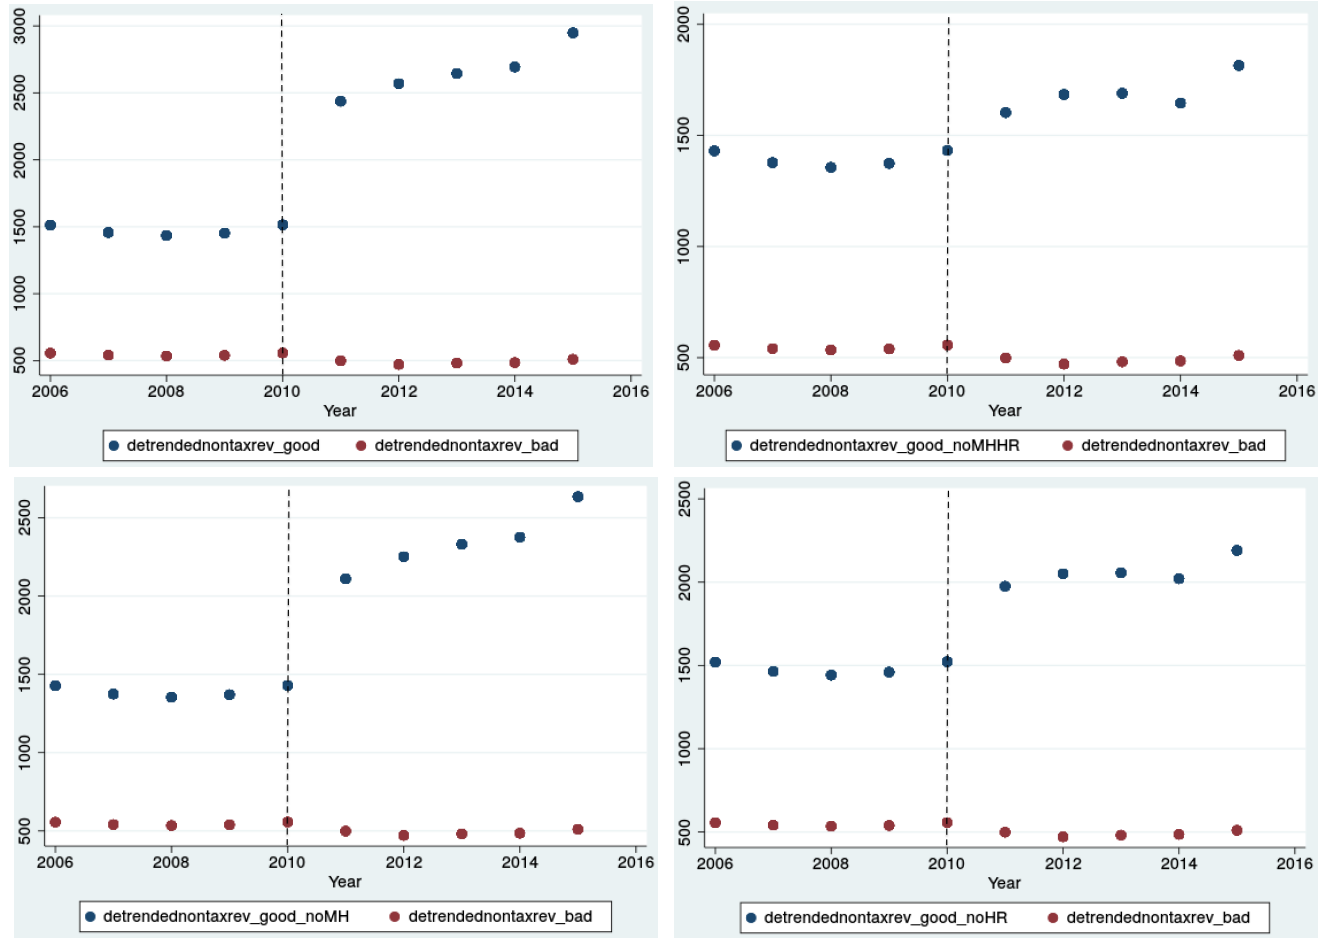 3000
2500
2000
1500
1000
500
2006 2008 2010 2012 2014 2016
Year
detrendednontaxrev_good detrendednontaxrev_bad
2000
1500
1000
500
2006 2008 2010 2012 2014 2016
Year
detrendednontaxrev_good_noMHHR detrendednontaxrev_bad
2500
2000
1500
1000
500
2006 2008 2010 2012 2014 2016
Year
detrendednontaxrev_good_noMH detrendednontaxrev_bad
2500
2000
1500
1000
500
2006 2008 2010 2012 2014 2016
Year
detrendednontaxrev_good_noHR detrendednontaxrev_bad